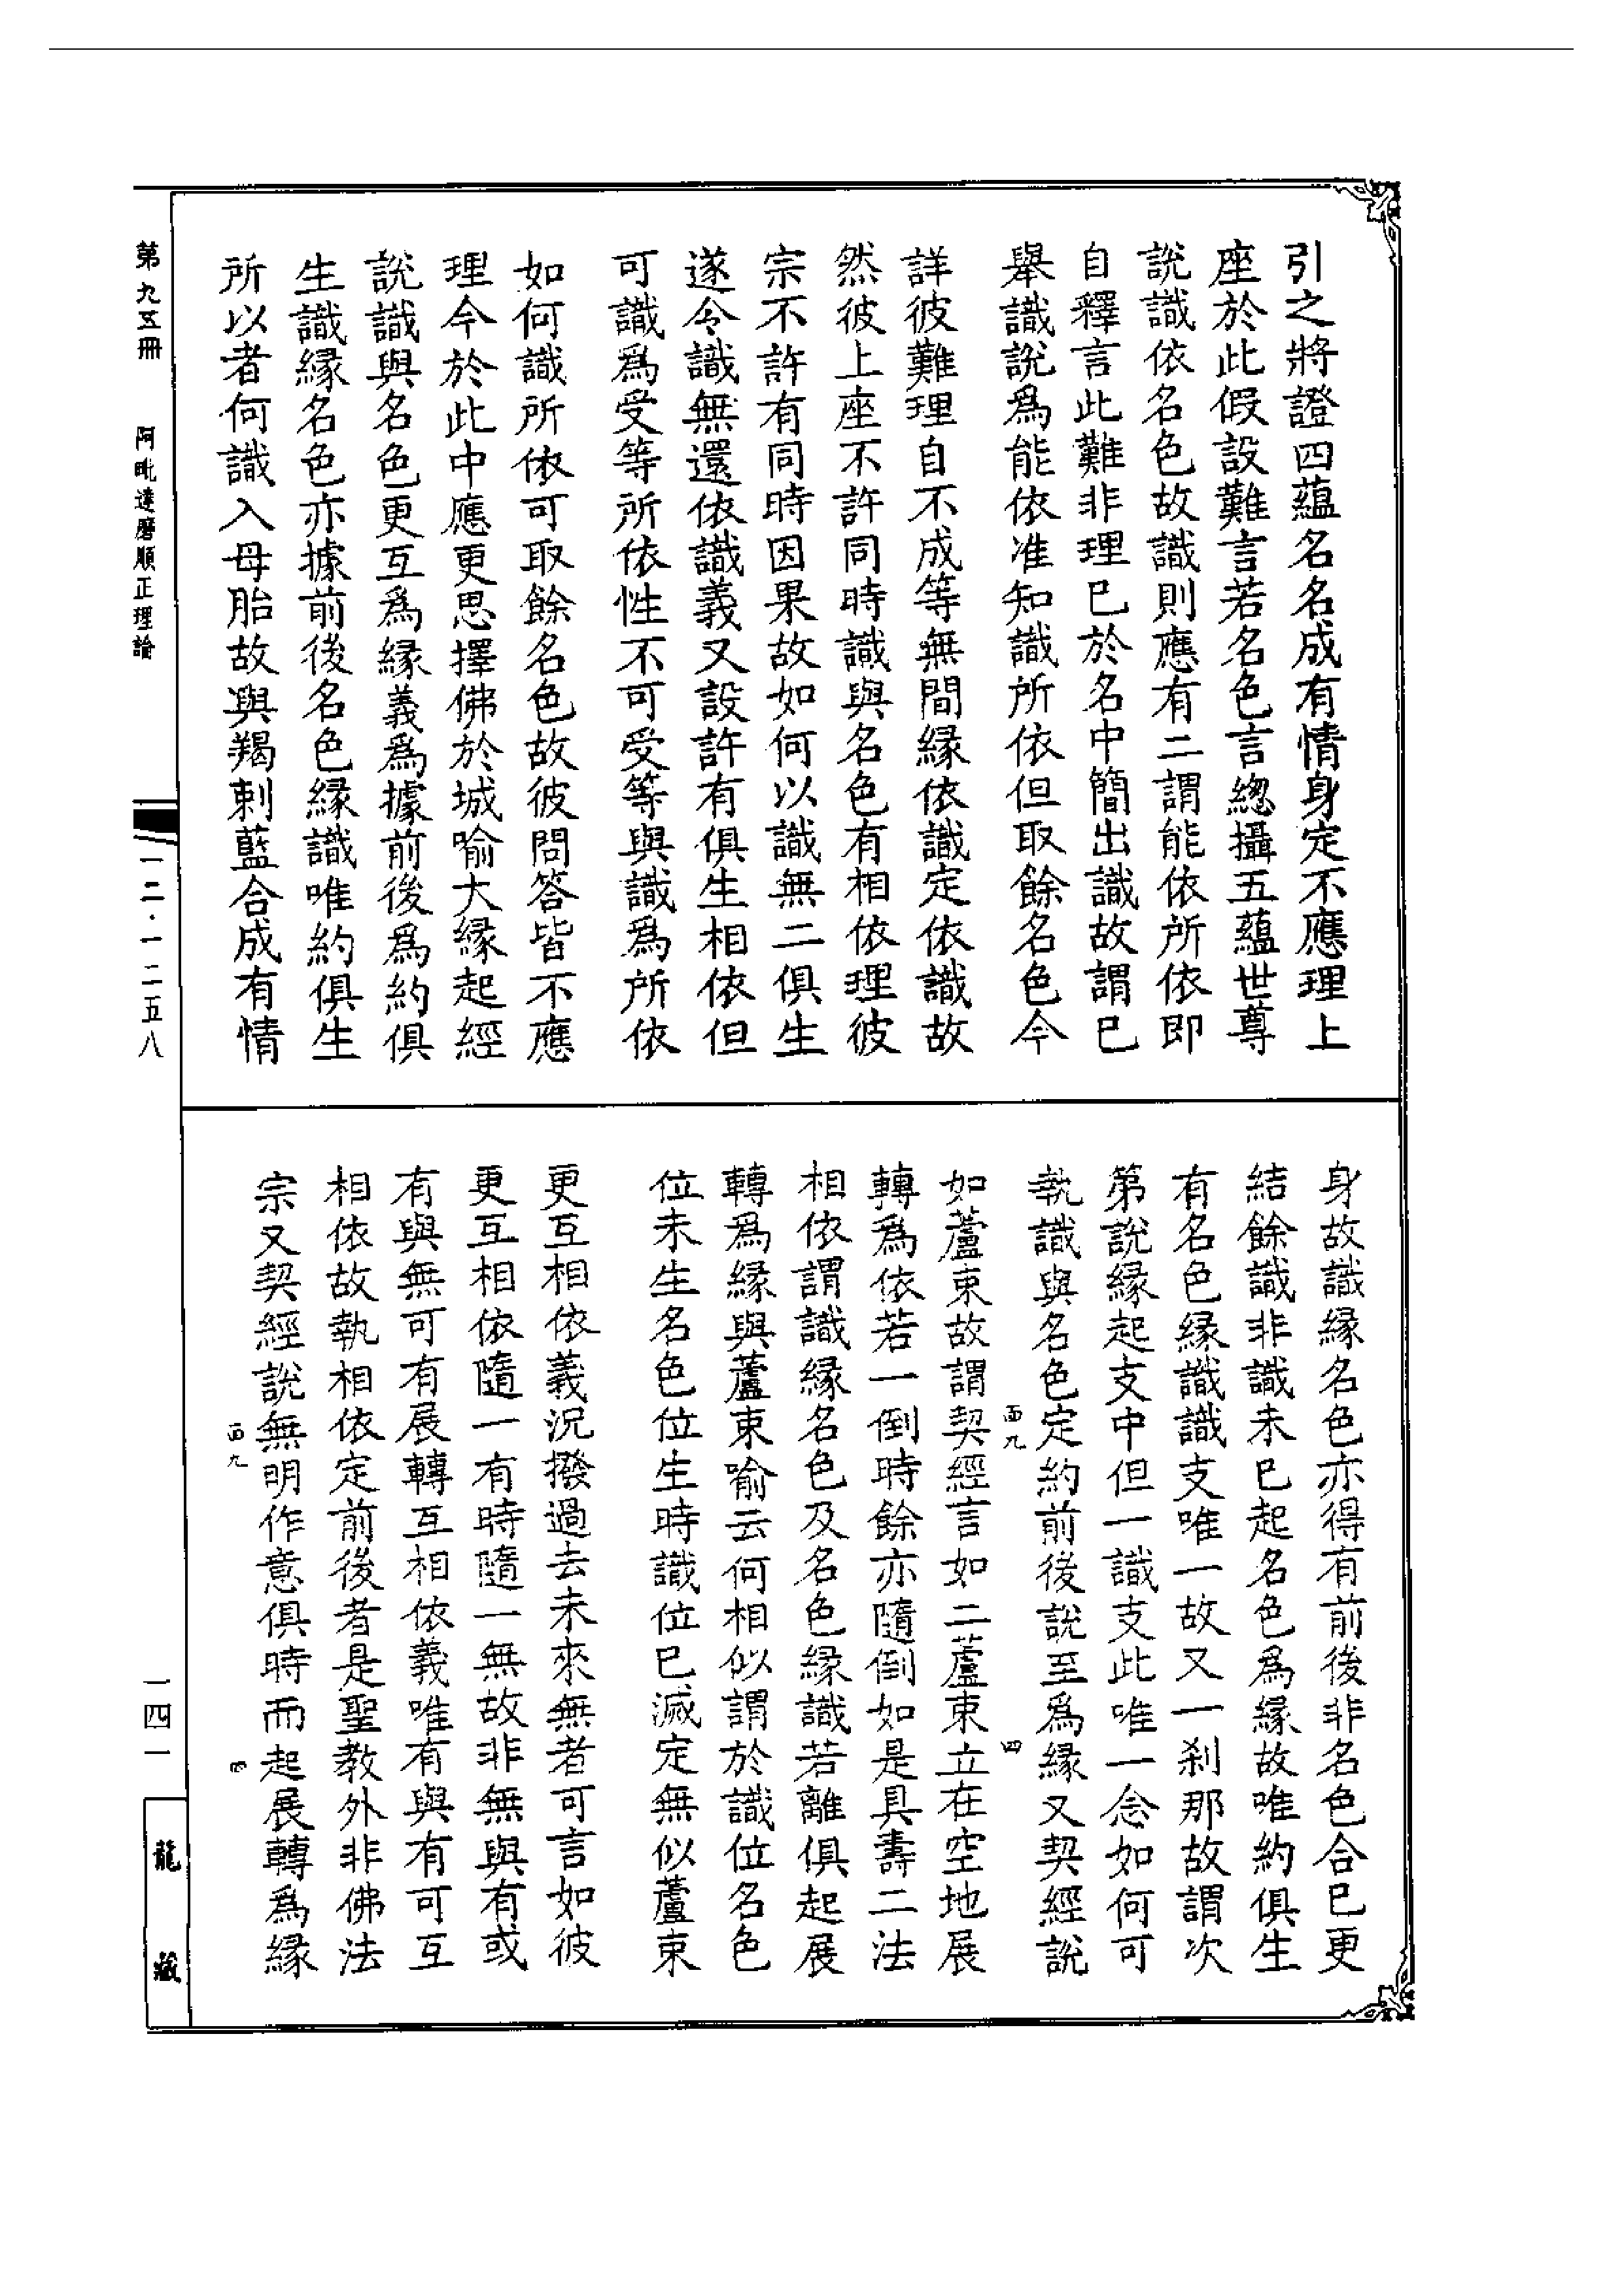 引之將證四蘊名名成有情身定不應理上
座於此假設難言若名色言總攝五蘊世尊
說識依名色故識則應有二謂能依所依即
自釋言此難非理已於名中簡出識故謂已
舉識說爲能依准知識所依但取餘名色今
詳彼難理自不成等無間緣依識定依識故
然彼上座不許同時識與名色有相依理彼
宗不許有同時因果故如何以識無二俱生
遂令識無還依識義又設許有俱生相依但
可識爲受等所依性不可受等與識爲所依
如何識所依可取餘名色故彼問答皆不應
理今於此中應更思擇佛於城喻大緣起經
說識與名色更互爲緣義爲據前後爲約俱
生識緣名色亦據前後名色緣識唯約俱生
所以者何識入母胎故與羯剌藍合成有情
身故識緣名色亦得有前後非名色合已更
結餘識非識未已起名色爲緣故唯約俱生
有名色緣識識支唯一故又一刹那故謂次
第說緣起支中但一識支此唯一念如何可
執識與名色定約前後說至爲緣又契經說
如蘆束故謂契經言如二蘆束立在空地展
轉爲依若一倒時餘亦隨倒如是具壽二法
相依謂識緣名色及名色緣識若離俱起展
轉爲緣與蘆束喻云何相似謂於識位名色
位未生名色位生時識位已滅定無似蘆束
更互相依義況撥過去未來無者可言如彼
更互相依隨一有時隨一無故非無與有或
有與無可有展轉互相依義唯有與有可互
相依故執相依定前後者是聖教外非佛法
宗又契經說無明作意俱時而起展轉爲緣
面九
四
面九
四
第九五冊
阿毗達磨順正理論
一二·一二五八
一四一
龍藏